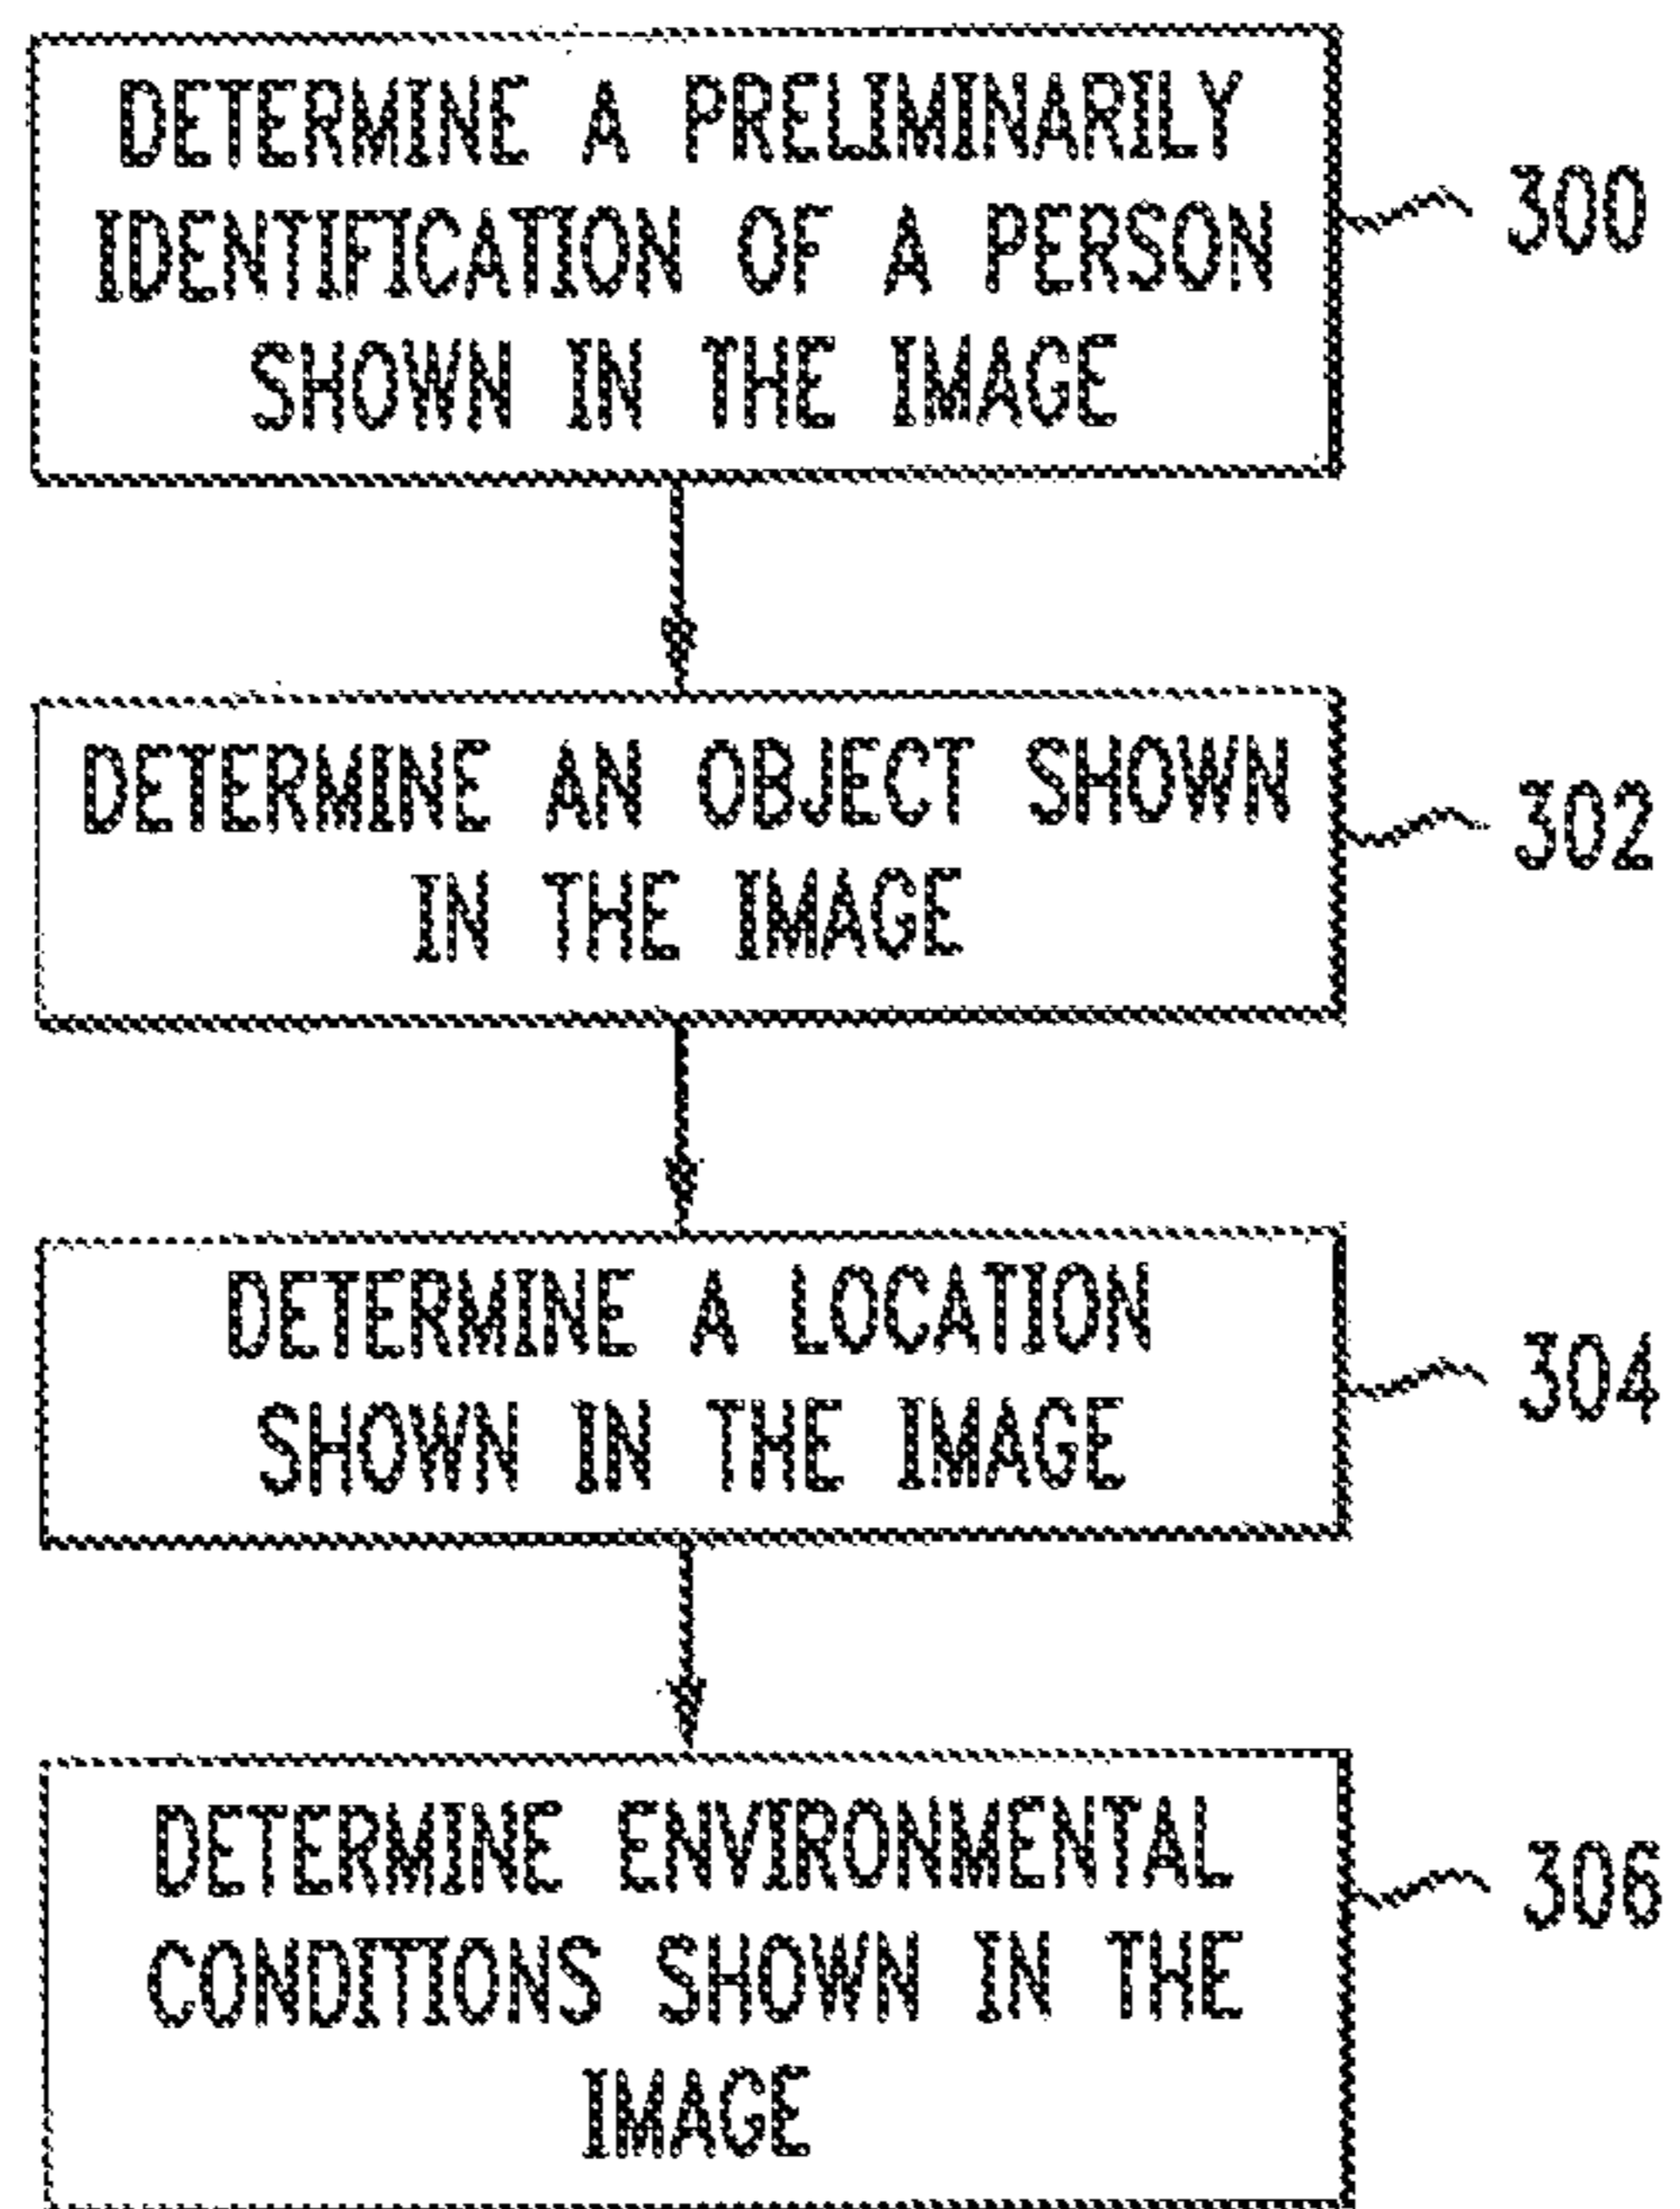 DETERMINE A PRELIMINARILY
IDENTIFICATION OF A PERSON
SHOWN IN THE IMAGE
300
DETERMINE AN OBJECT SHOWN
IN THE IMAGE
302
DETERMINE A LOCATION
SHOWN IN THE IMAGE
304
DETERMINE ENVIRONMENTAL
CONDITIONS SHOWN IN THE
IMAGE
306